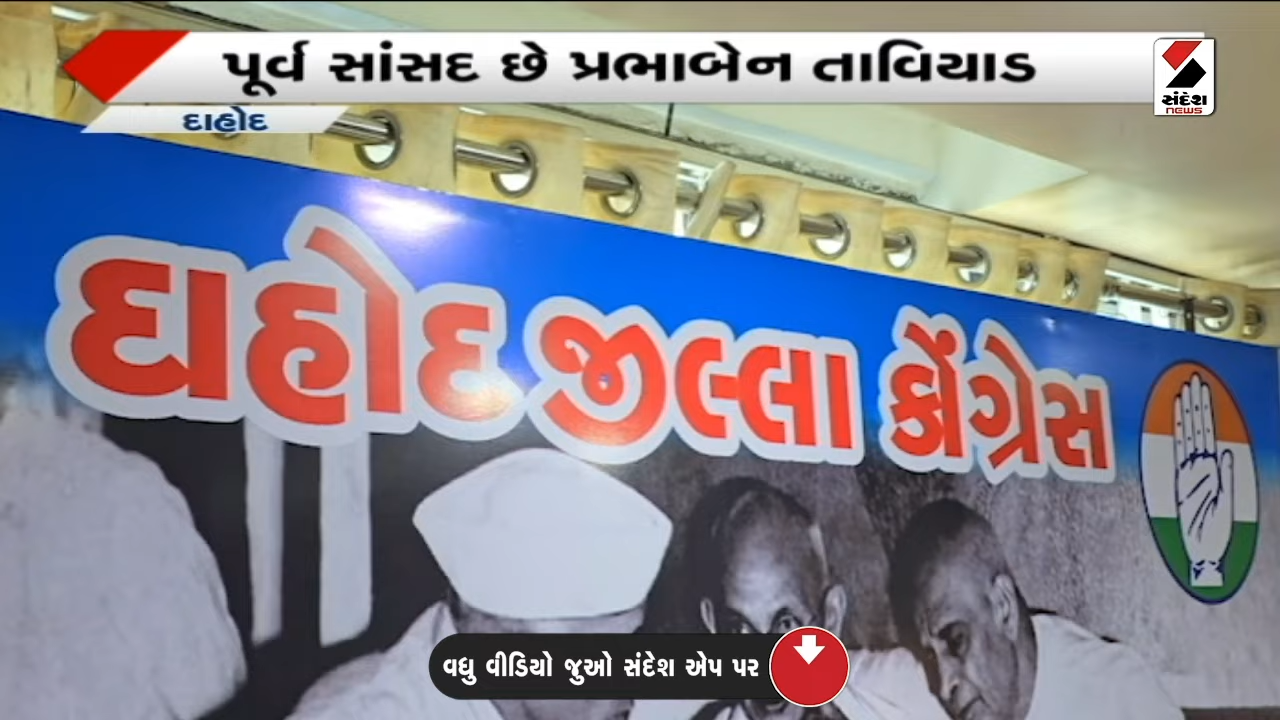 પૂર્વ સાંસદ છે પ્રભાબેન તાવિયાડ
સંદેશ
NEWS
દાહોદ
દાહોદ જીલ્લા કોંગ્રેસ
વધુ વીડિયો જુઓ સંદેશ એપ પર